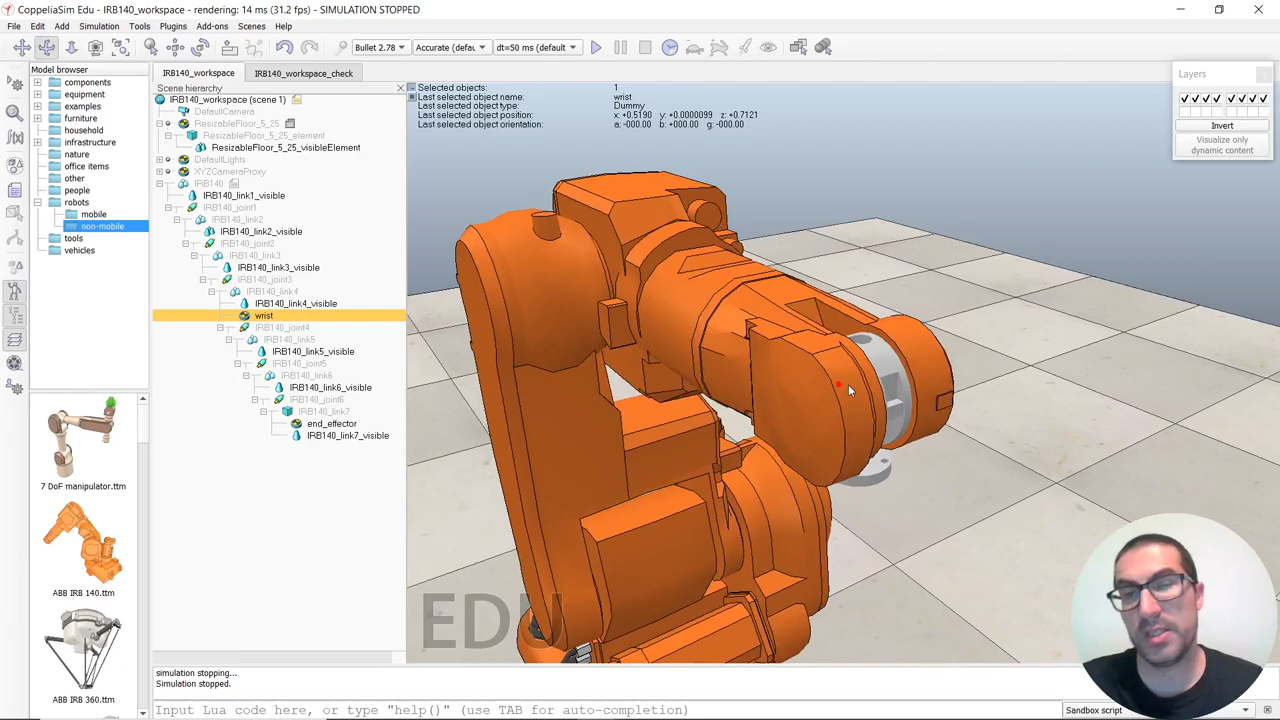 CoppeliaSim Edu - IRB140_workspace - rendering: 14 ms (31.2 fps) - SIMULATION STOPPED
File Edit Add Simulation Tools Plugins Add-ons Scenes Help
Bullet 2.78 Accurate (defau dt=50 ms (default
Model browser
components
equipment
examples
furniture
household
infrastructure
nature
office items
other
people
robots
mobile
non-mobile
tools
vehicles
7 DoF manipulator.ttm
ABB IRB 140.ttm
ABB IRB 360.ttm
IRB140_workspace IRB140_workspace_check
Scene hierarchy
IRB140_workspace (scene 1)
DefaultCamera
ResizableFloor_5_25
ResizableFloor_5_25_element
ResizableFloor_5_25_visibleElement
DefaultLights
XYZCameraProxy
IRB140
IRB140_link1_visible
IRB140_joint1
IRB140_link2
IRB140_link2_visible
IRB140_joint2
IRB140_link3
IRB140_link3_visible
IRB140_joint3
IRB140_link4
IRB140_link4_visible
wrist
IRB140_joint4
IRB140_link5
IRB140_link5_visible
IRB140_joint5
IRB140_link6
IRB140_link6_visible
IRB140_joint6
IRB140_link7
end_effector
IRB140_link7_visible
Selected objects: 1
Last selected object name: wrist
Last selected object type: Dummy
Last selected object position: x: +0.5190 y: +0.0000099 z: +0.7121
Last selected object orientation: a: -000.00 b: +000.00 g: -000.00
Layers
Invert
Visualize only
dynamic content
EDU
simulation stopping...
Simulation stopped.
Input Lua code here, or type "help()" (use TAB for auto-completion)
Sandbox script